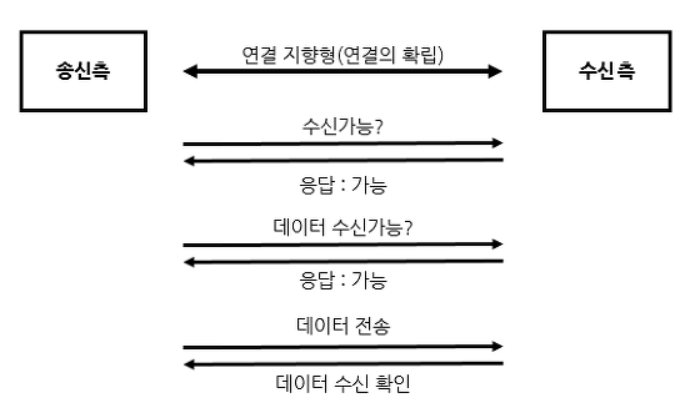 송신측
연결 지향형(연결의 확립)
수신 측
수신가능?
응답 : 가능
데이터 수신가능?
응답 : 가능
데이터 전송
데이터 수신 확인